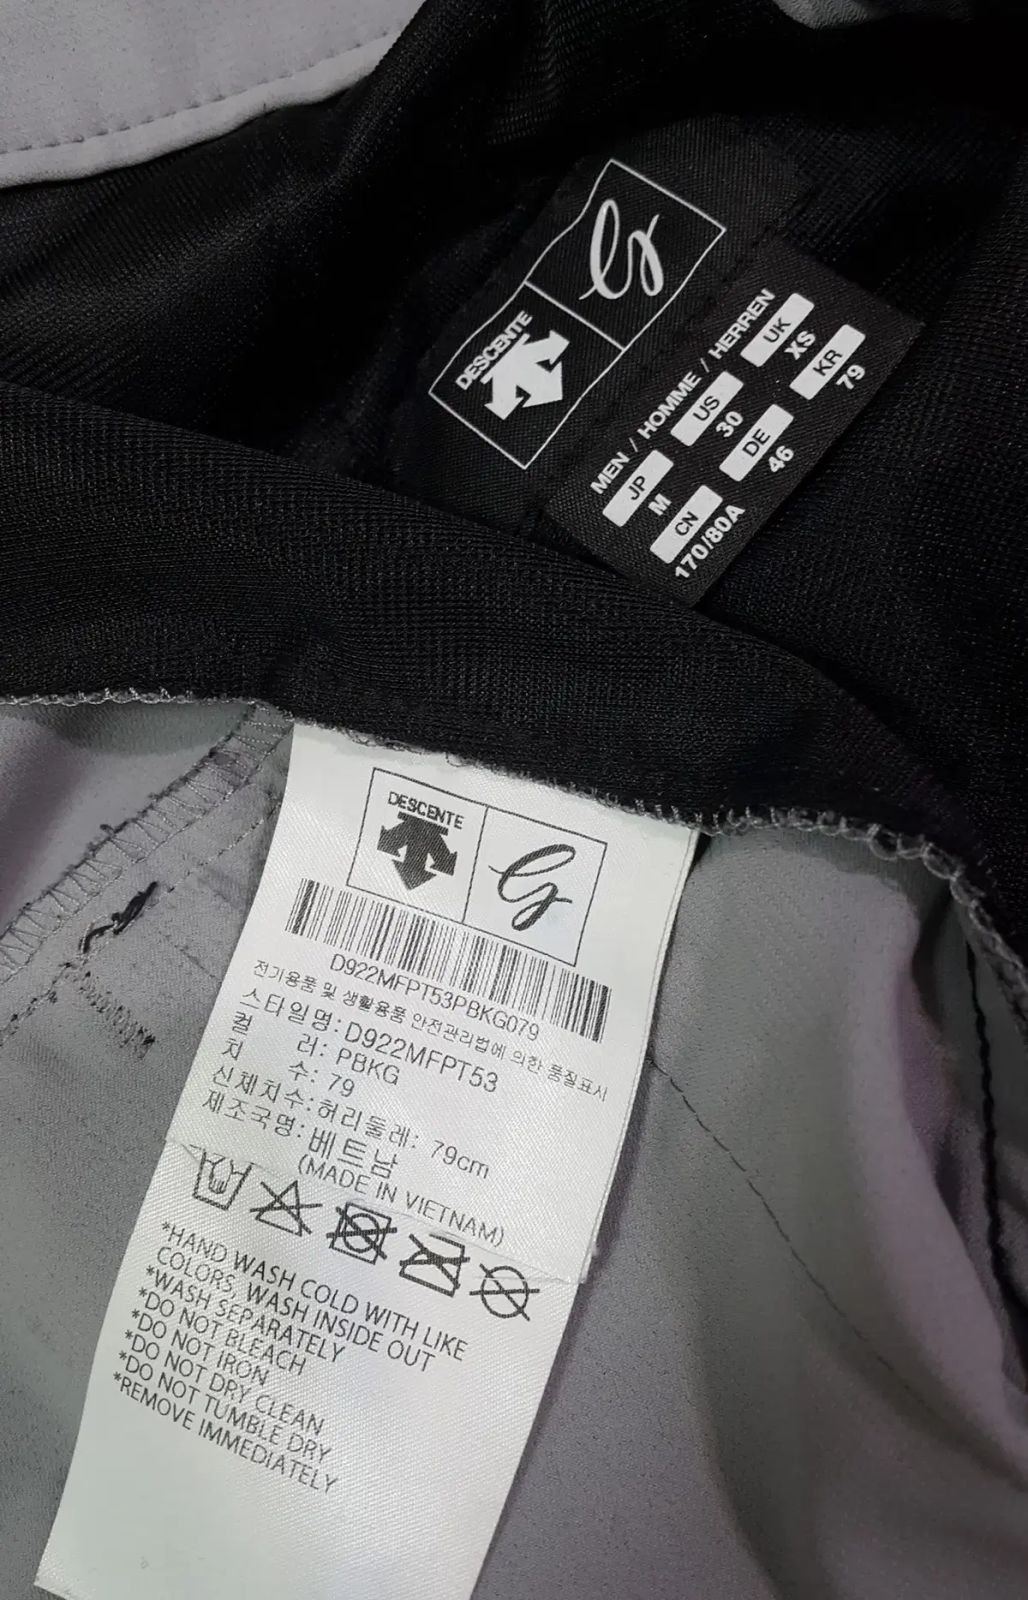 DESCENTE
MEN / HOMME / HERREN
JP US UK
M 30 XS
CN DE KR
170/80A 46 79
DESCENTE
D922MFPT53PBKG079
전기용품 및 생활용품 안전관리법에 의한 품질표시
스타일명: D922MFPT53
컬 러: PBKG
치 수: 79
신체치수: 허리둘레: 79cm
제조국명: 베트남
(MADE IN VIETNAM)
*HAND WASH COLD WITH LIKE
COLORS, WASH INSIDE OUT
*WASH SEPARATELY
*DO NOT BLEACH
*DO NOT IRON
*DO NOT DRY CLEAN
*DO NOT TUMBLE DRY
*REMOVE IMMEDIATELY